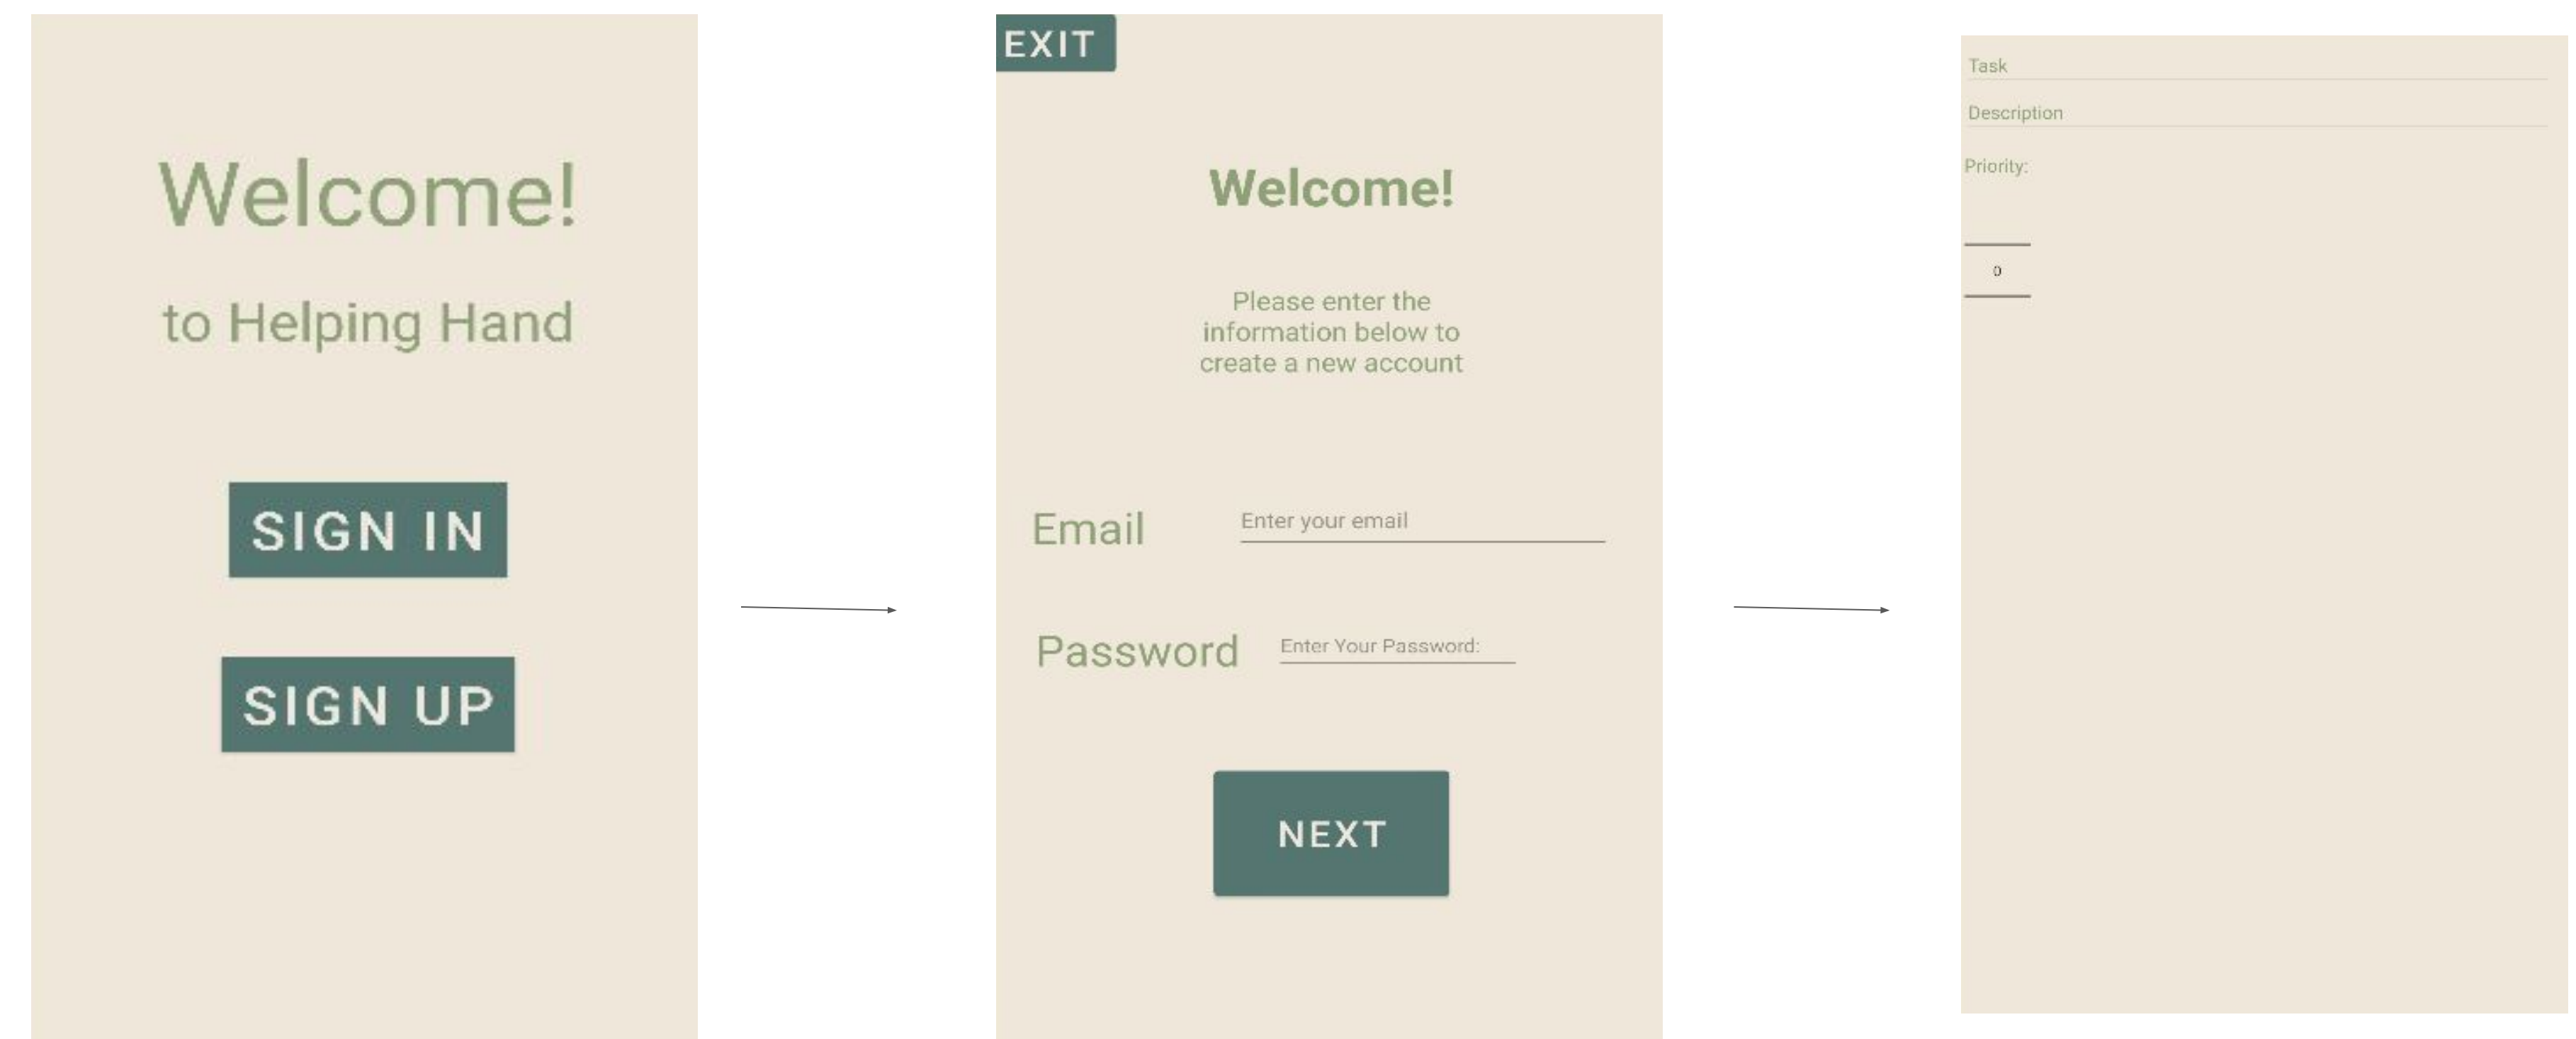 Welcome!
to Helping Hand
SIGN IN
SIGN UP
EXIT
Welcome!
Please enter the
information below to
create a new account
Email
Enter your email
Password
Enter Your Password:
NEXT
Task
Description
Priority:
0